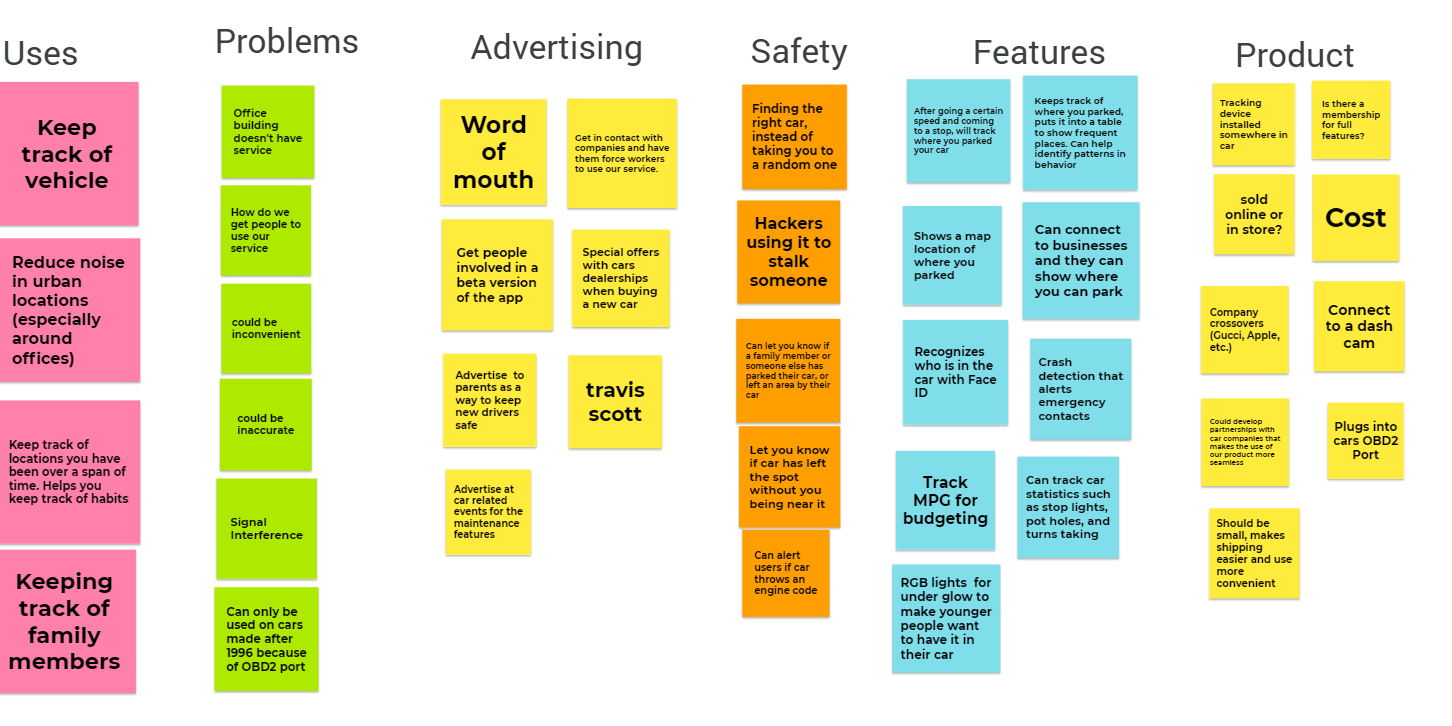 Uses
Keep
track of
vehicle
Reduce noise
in urban
locations
(especially
around
offices)
Keep track of
locations you have
been over a span of
time. Helps you
keep track of habits
Keeping
track of
family
members
Problems
Office
building
doesn't have
service
How do we
get people to
use our
service
could be
inconvenient
could be
inaccurate
Signal
Interference
Can only be
used on cars
made after
1996 because
of OBD2 port
Advertising
Word
of
mouth
Get in contact with
companies and have
them force workers
to use our service.
Get people
involved in a
beta version
of the app
Special offers
with cars
dealerships
when buying
a new car
Advertise to
parents as a
way to keep
new drivers
safe
travis
scott
Advertise at
car related
events for the
maintenance
features
Safety
Finding the
right car,
instead of
taking you to
a random one
Hackers
using it to
stalk
someone
Can let you know if
a family member or
someone else has
parked their car, or
left an area by their
car
Let you know
if car has left
the spot
without you
being near it
Can alert
users if car
throws an
engine code
Features
After going a certain
speed and coming
to a stop, will track
where you parked
your car
Keeps track of
where you parked,
puts it into a table
to show frequent
places. Can help
identify patterns in
behavior
Shows a map
location of
where you
parked
Can connect
to businesses
and they can
show where
you can park
Recognizes
who is in the
car with Face
ID
Crash
detection that
alerts
emergency
contacts
Track
MPG for
budgeting
Can track car
statistics such
as stop lights,
pot holes, and
turns taking
RGB lights for
under glow to
make younger
people want
to have it in
their car
Product
Tracking
device
installed
somewhere in
car
Is there a
membership
for full
features?
sold
online or
in store?
Cost
Company
crossovers
(Gucci, Apple,
etc.)
Connect
to a dash
cam
Could develop
partnerships with
car companies that
makes the use of
our product more
seamless
Plugs into
cars OBD2
Port
Should be
small, makes
shipping
easier and use
more
convenient